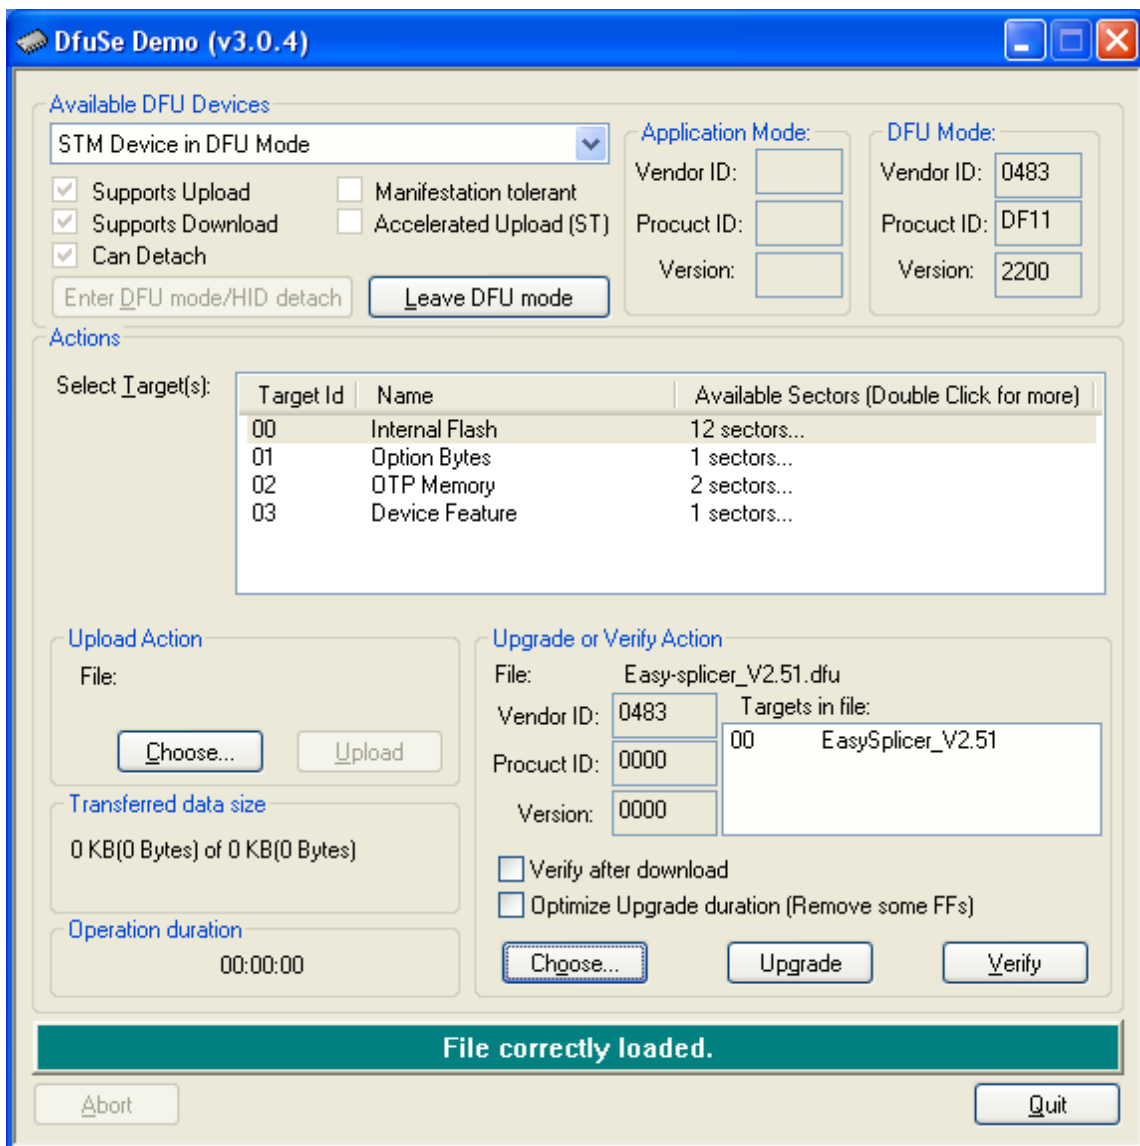 DfuSe Demo (v3.0.4)
Available DFU Devices
STM Device in DFU Mode
Supports Upload
Manifestation tolerant
Supports Download
Accelerated Upload (ST)
Can Detach
Enter DFU mode/HID detach
Leave DFU mode
Application Mode:
Vendor ID:
Procuct ID:
Version:
DFU Mode:
Vendor ID: 0483
Procuct ID: DF11
Version: 2200
Actions
Select Target(s):
Target Id Name Available Sectors (Double Click for more)
00 Internal Flash 12 sectors...
01 Option Bytes 1 sectors...
02 OTP Memory 2 sectors...
03 Device Feature 1 sectors...
Upload Action
File:
Choose...
Upload
Transferred data size
0 KB(0 Bytes) of 0 KB(0 Bytes)
Operation duration
00:00:00
Upgrade or Verify Action
File: Easy-splicer_V2.51.dfu
Vendor ID: 0483
Procuct ID: 0000
Version: 0000
Targets in file:
00 EasySplicer_V2.51
Verify after download
Optimize Upgrade duration (Remove some FFs)
Choose...
Upgrade
Verify
File correctly loaded.
Abort
Quit